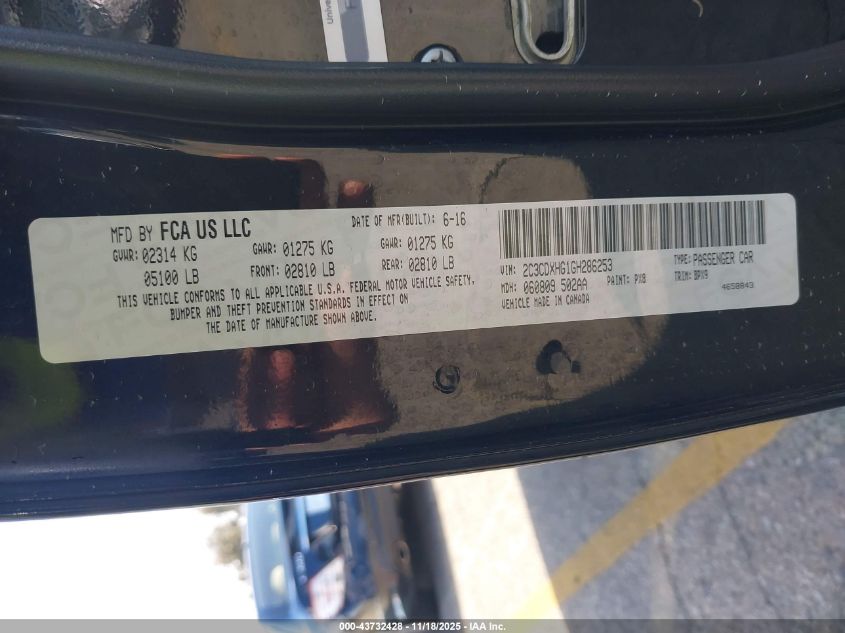 Univer
MFD BY FCA US LLC
DATE OF MFR(BUILT): 6-16
GVWR: 02314 KG
GAWR: 01275 KG
GAWR: 01275 KG
05100 LB
FRONT: 02810 LB
REAR: 02810 LB
THIS VEHICLE CONFORMS TO ALL APPLICABLE U.S.A. FEDERAL MOTOR VEHICLE SAFETY,
BUMPER AND THEFT PREVENTION STANDARDS IN EFFECT ON
THE DATE OF MANUFACTURE SHOWN ABOVE.
VIN: 2C3CDXHG1GH286253
TYPE: PASSENGER CAR
MDH: 060809 502AA
PAINT: PX8
TRIM: BPX9
VEHICLE MADE IN CANADA
4658843
000-43732428 - 11/18/2025 - IAA Inc.